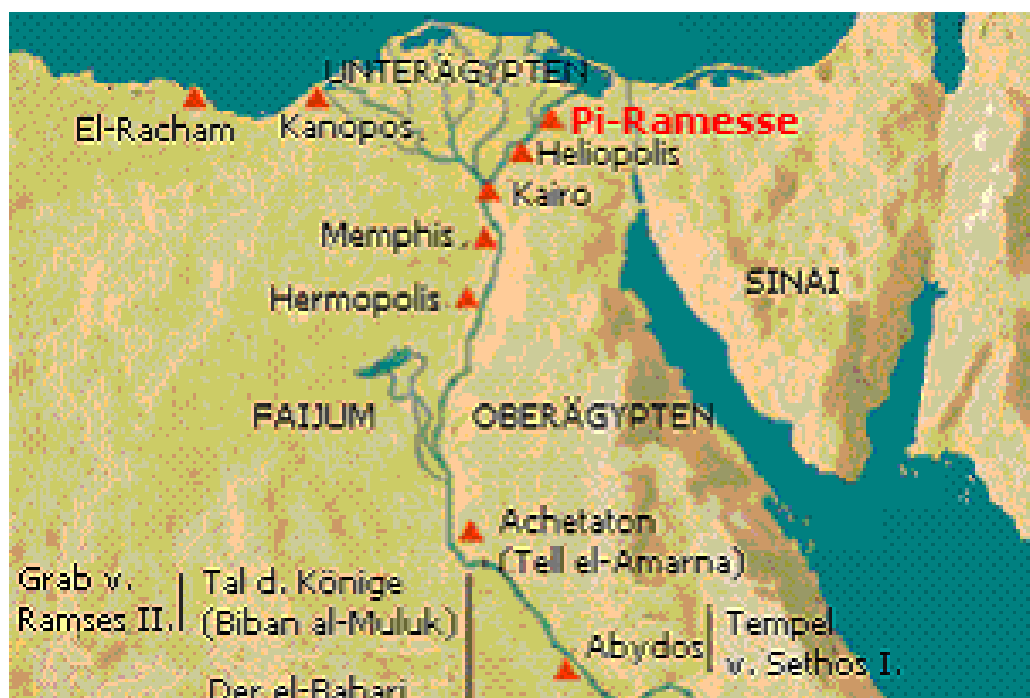 UNTERÄGYPTEN
El-Racham
Kanopos
Pi-Ramesse
Heliopolis
Kairo
Memphis
Hermopolis
SINAI
FAIJUM
OBERÄGYPTEN
Achetaton
(Tell el-Amarna)
Grab v.
Ramses II.
Tal d. Könige
(Biban al-Muluk)
Abydos
Tempel
v. Sethos I.
Der el-Bahari